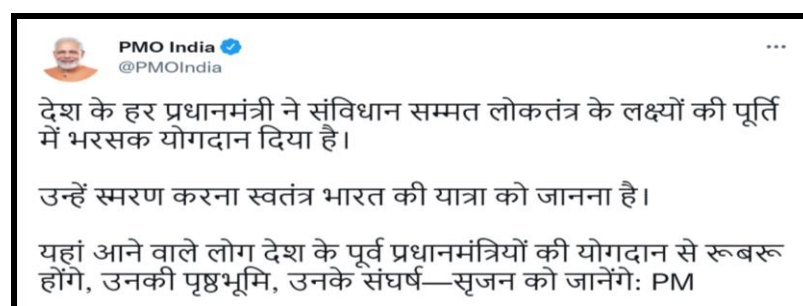 PMO India
@PMOIndia
देश के हर प्रधानमंत्री ने संविधान सम्मत लोकतंत्र के लक्ष्यों की पूर्ति
में भरसक योगदान दिया है।
उन्हें स्मरण करना स्वतंत्र भारत की यात्रा को जानना है।
यहां आने वाले लोग देश के पूर्व प्रधानमंत्रियों की योगदान से रूबरू
होंगे, उनकी पृष्ठभूमि, उनके संघर्ष—सृजन को जानेंगे: PM